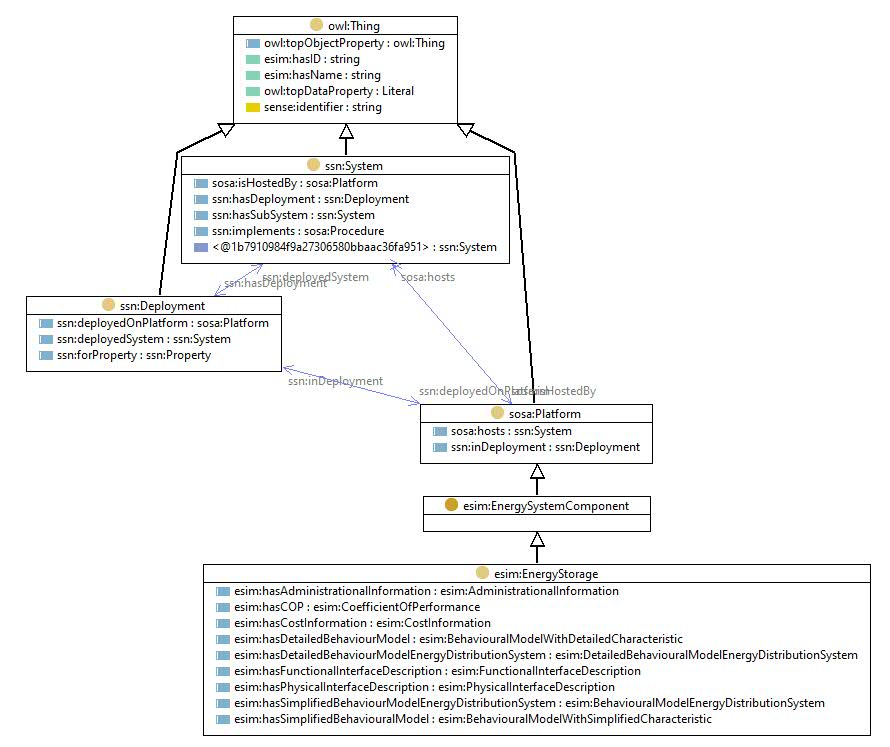 owl:Thing
owl:topObjectProperty : owl:Thing
esim:hasID : string
esim:hasName : string
owl:topDataProperty : Literal
sense:identifier : string
ssn:System
sosa:isHostedBy : sosa:Platform
ssn:hasDeployment : ssn:Deployment
ssn:hasSubSystem : ssn:System
ssn:implements : sosa:Procedure
<@1b7910984f9a27306580bbaac36fa951> : ssn:System
ssn:deployedSystem
sosa:hosts
ssn:hasDeployment
ssn:Deployment
ssn:deployedOnPlatform : sosa:Platform
ssn:deployedSystem : ssn:System
ssn:forProperty : ssn:Property
ssn:inDeployment
ssn:deployedOnPlatform
sosa:isHostedBy
sosa:Platform
sosa:hosts : ssn:System
ssn:inDeployment : ssn:Deployment
esim:EnergySystemComponent
esim:EnergyStorage
esim:hasAdministrationalInformation : esim:AdministrationalInformation
esim:hasCOP : esim:CoefficientOfPerformance
esim:hasCostInformation : esim:CostInformation
esim:hasDetailedBehaviourModel : esim:BehaviouralModelWithDetailedCharacteristic
esim:hasDetailedBehaviourModelEnergyDistributionSystem : esim:DetailedBehaviouralModelEnergyDistributionSystem
esim:hasFunctionalInterfaceDescription : esim:FunctionalInterfaceDescription
esim:hasPhysicalInterfaceDescription : esim:PhysicalInterfaceDescription
esim:hasSimplifiedBehaviourModelEnergyDistributionSystem : esim:BehaviouralModelEnergyDistributionSystem
esim:hasSimplifiedBehaviouralModel : esim:BehaviouralModelWithSimplifiedCharacteristic